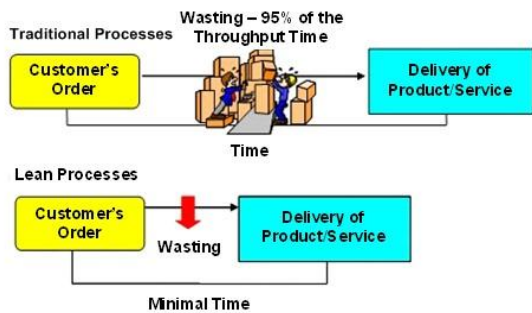 Wasting – 95% of the
Throughput Time
Traditional Processes
Customer's
Order
Delivery of
Product/Service
Time
Lean Processes
Customer's
Order
Wasting
Delivery of
Product/Service
Minimal Time